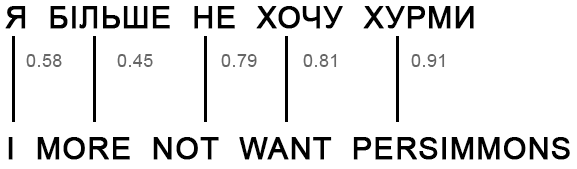 Я БІЛЬШЕ НЕ ХОЧУ ХУРМИ
0.58 0.45 0.79 0.81 0.91
I MORE NOT WANT PERSIMMONS